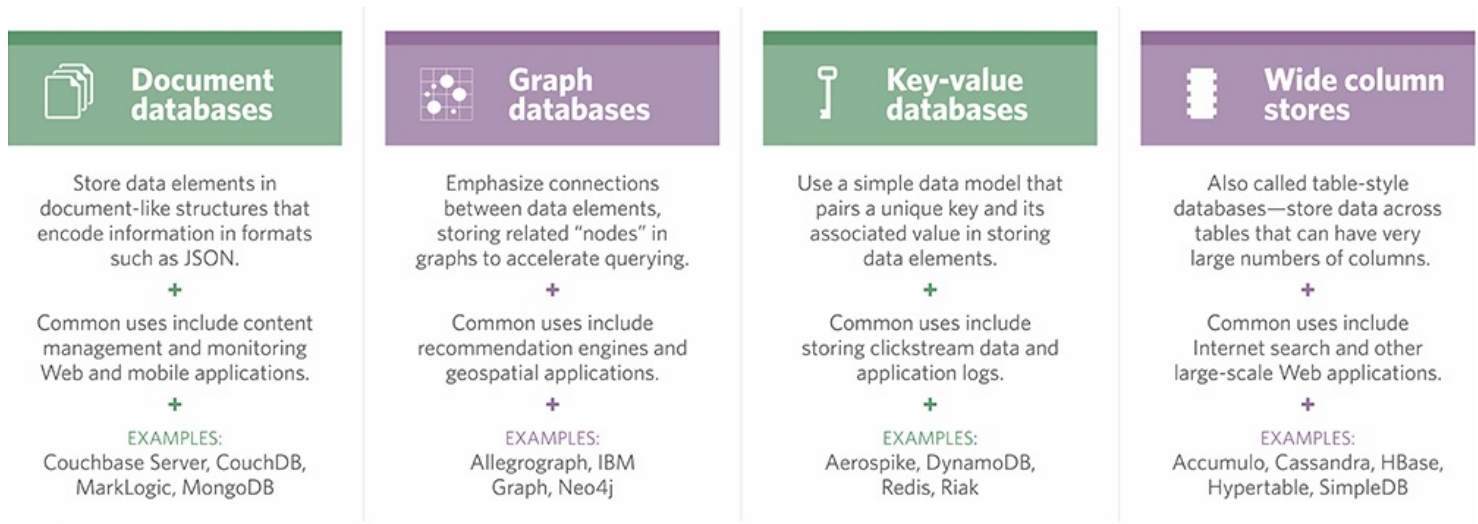 Document
databases
Store data elements in
document-like structures that
encode information in formats
such as JSON.
+
Common uses include content
management and monitoring
Web and mobile applications.
+
EXAMPLES:
Couchbase Server, CouchDB,
MarkLogic, MongoDB
Graph
databases
Emphasize connections
between data elements,
storing related “nodes” in
graphs to accelerate querying.
+
Common uses include
recommendation engines and
geospatial applications.
+
EXAMPLES:
Allegrograph, IBM
Graph, Neo4j
Key-value
databases
Use a simple data model that
pairs a unique key and its
associated value in storing
data elements.
+
Common uses include
storing clickstream data and
application logs.
+
EXAMPLES:
Aerospike, DynamoDB,
Redis, Riak
Wide column
stores
Also called table-style
databases—store data across
tables that can have very
large numbers of columns.
+
Common uses include
Internet search and other
large-scale Web applications.
+
EXAMPLES:
Accumulo, Cassandra, HBase,
Hypertable, SimpleDB